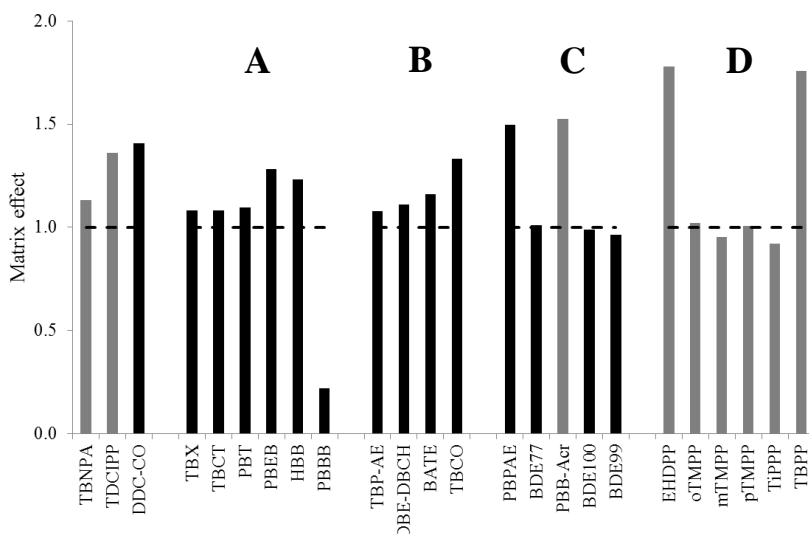 2.0
1.5
1.0
0.5
0.0
Matrix effect
A
B
C
D
TBNPA
TDCIPP
DDC-CO
TBX
TBCT
PBT
PBEB
HBB
PBBB
TBP-AE
OBE-DBCH
BATE
TBCO
PBPAE
BDE77
PBB-Acr
BDE100
BDE99
EHDPP
oTMPP
mTMPP
pTMPP
TiPPP
TBPP